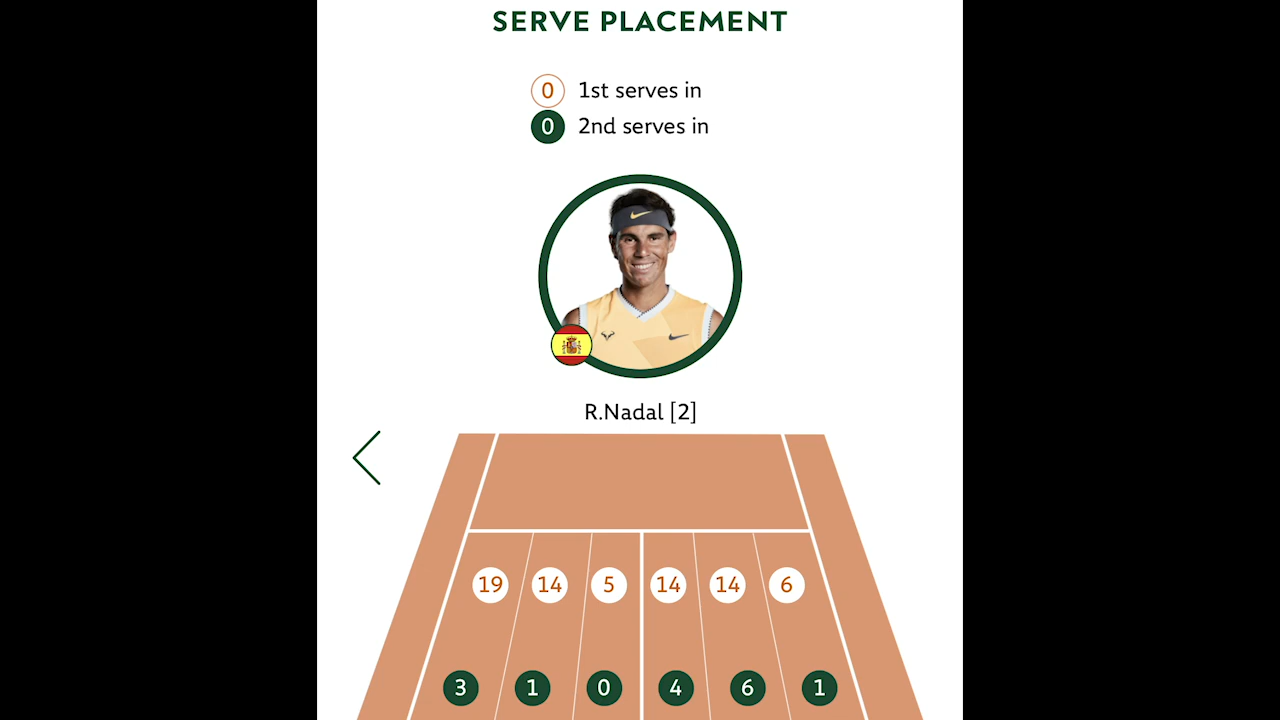 SERVE PLACEMENT
0 1st serves in
0 2nd serves in
R.Nadal [2]
19 14 5 14 14 6
3 1 0 4 6 1